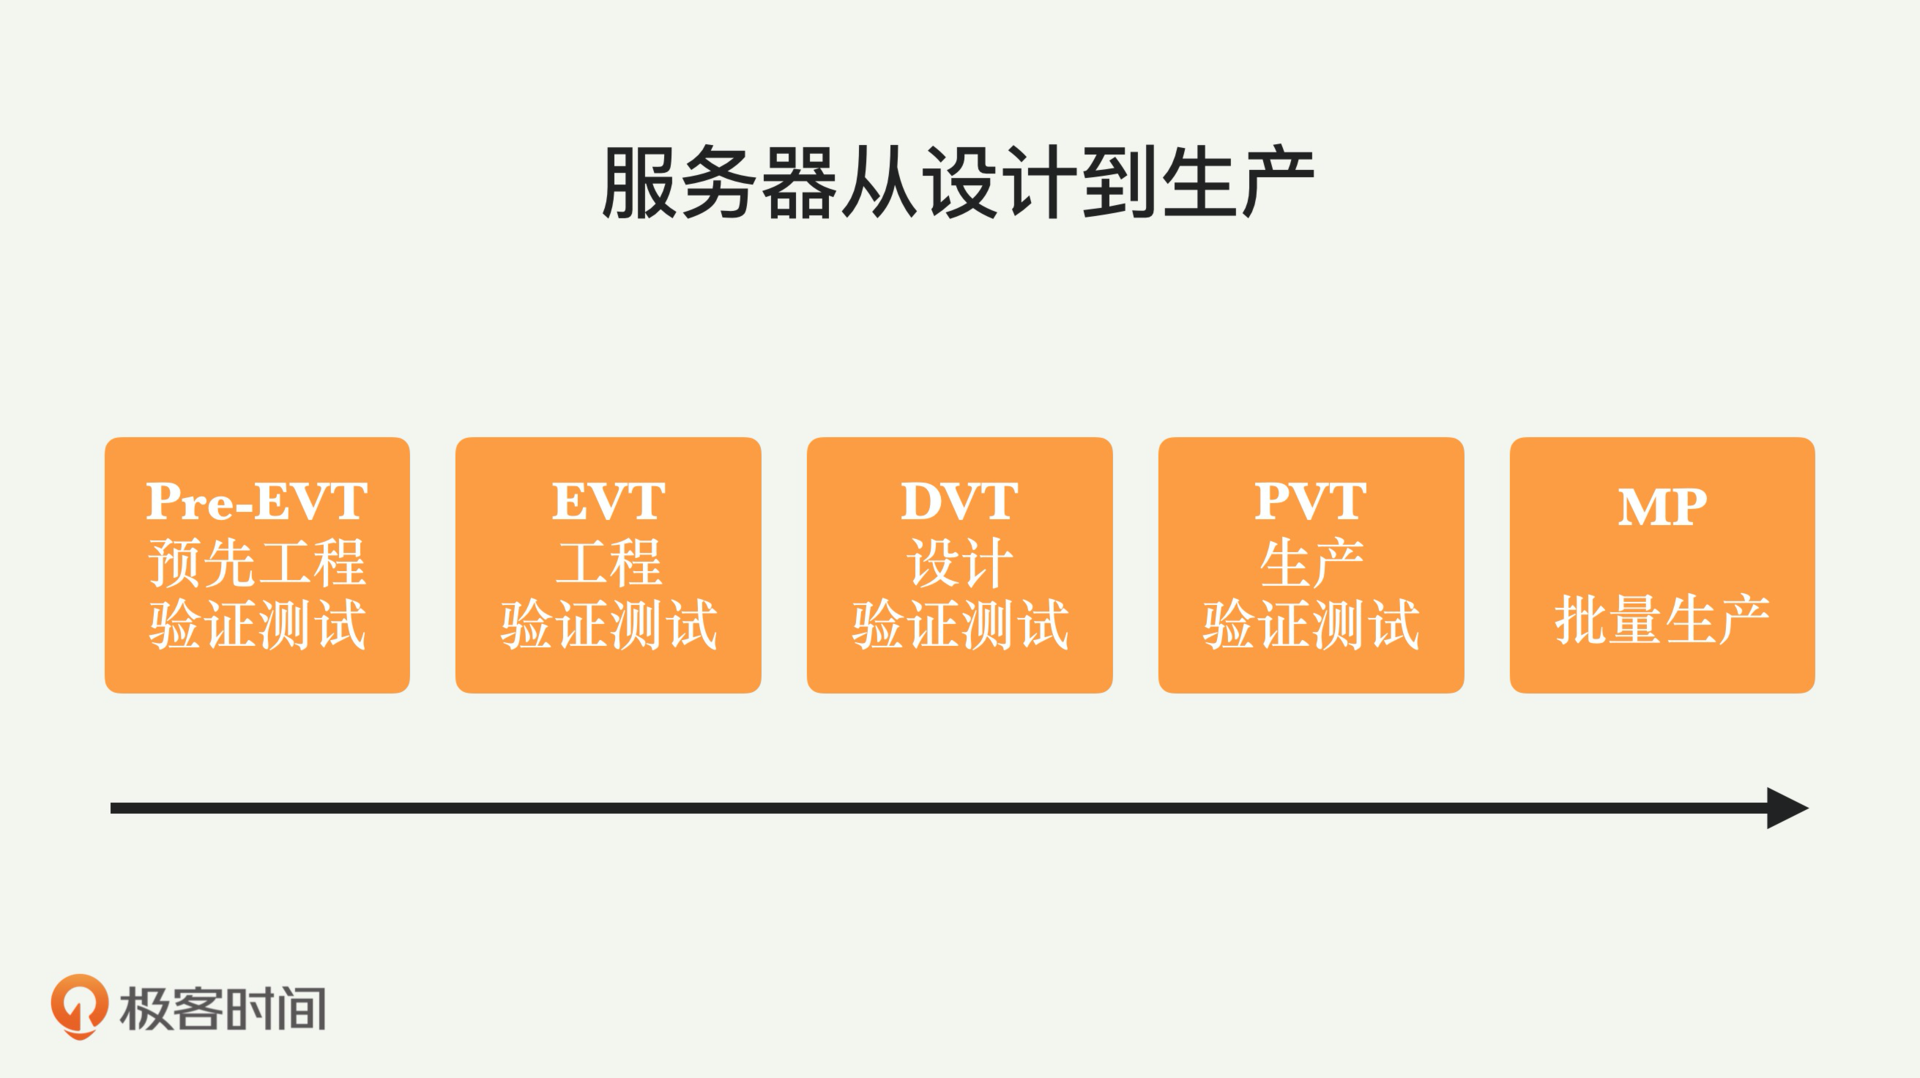 服务器从设计到生产
Pre-EVT
预先工程
验证测试
EVT
工程
验证测试
DVT
设计
验证测试
PVT
生产
验证测试
MP
批量生产
极客时间